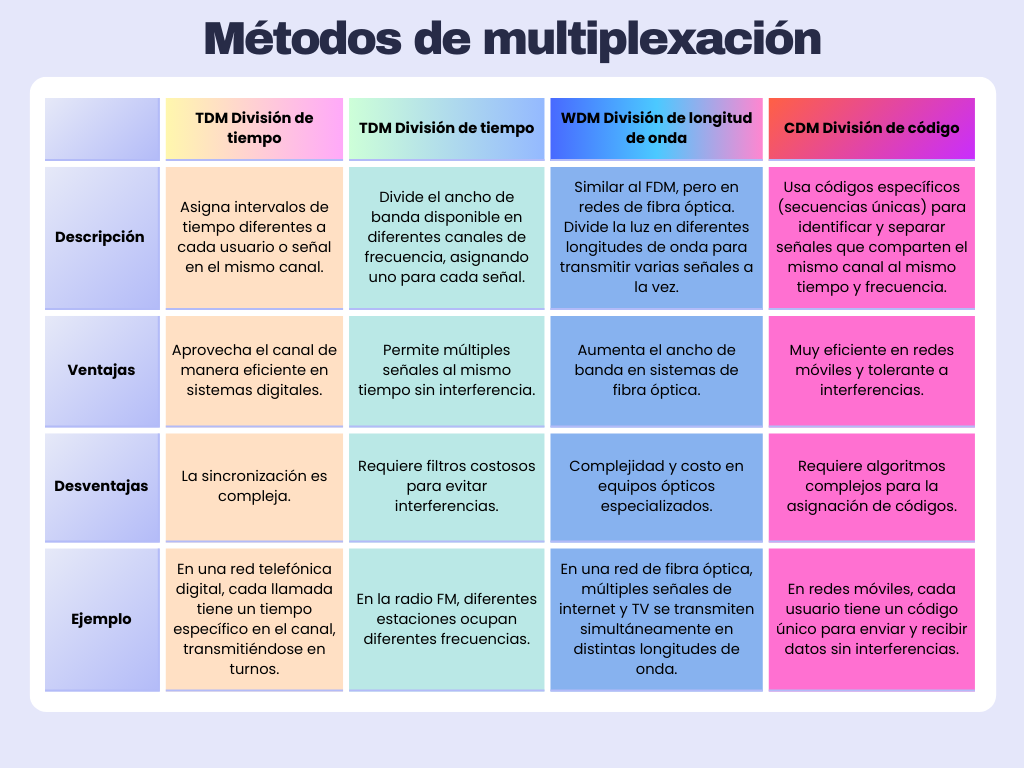 Métodos de multiplexación
TDM División de
tiempo
TDM División de tiempo
WDM División de longitud
de onda
CDM División de código
Descripción
Asigna intervalos de
tiempo diferentes a
cada usuario o señal
en el mismo canal.
Divide el ancho de
banda disponible en
diferentes canales de
frecuencia, asignando
uno para cada señal.
Similar al FDM, pero en
redes de fibra óptica.
Divide la luz en diferentes
longitudes de onda para
transmitir varias señales a
la vez.
Usa códigos específicos
(secuencias únicas) para
identificar y separar
señales que comparten el
mismo canal al mismo
tiempo y frecuencia.
Ventajas
Aprovecha el canal de
manera eficiente en
sistemas digitales.
Permite múltiples
señales al mismo
tiempo sin interferencia.
Aumenta el ancho de
banda en sistemas de
fibra óptica.
Muy eficiente en redes
móviles y tolerante a
interferencias.
Desventajas
La sincronización es
compleja.
Requiere filtros costosos
para evitar
interferencias.
Complejidad y costo en
equipos ópticos
especializados.
Requiere algoritmos
complejos para la
asignación de códigos.
Ejemplo
En una red telefónica
digital, cada llamada
tiene un tiempo
específico en el canal,
transmitiéndose en
turnos.
En la radio FM, diferentes
estaciones ocupan
diferentes frecuencias.
En una red de fibra óptica,
múltiples señales de
internet y TV se transmiten
simultáneamente en
distintas longitudes de
onda.
En redes móviles, cada
usuario tiene un código
único para enviar y recibir
datos sin interferencias.